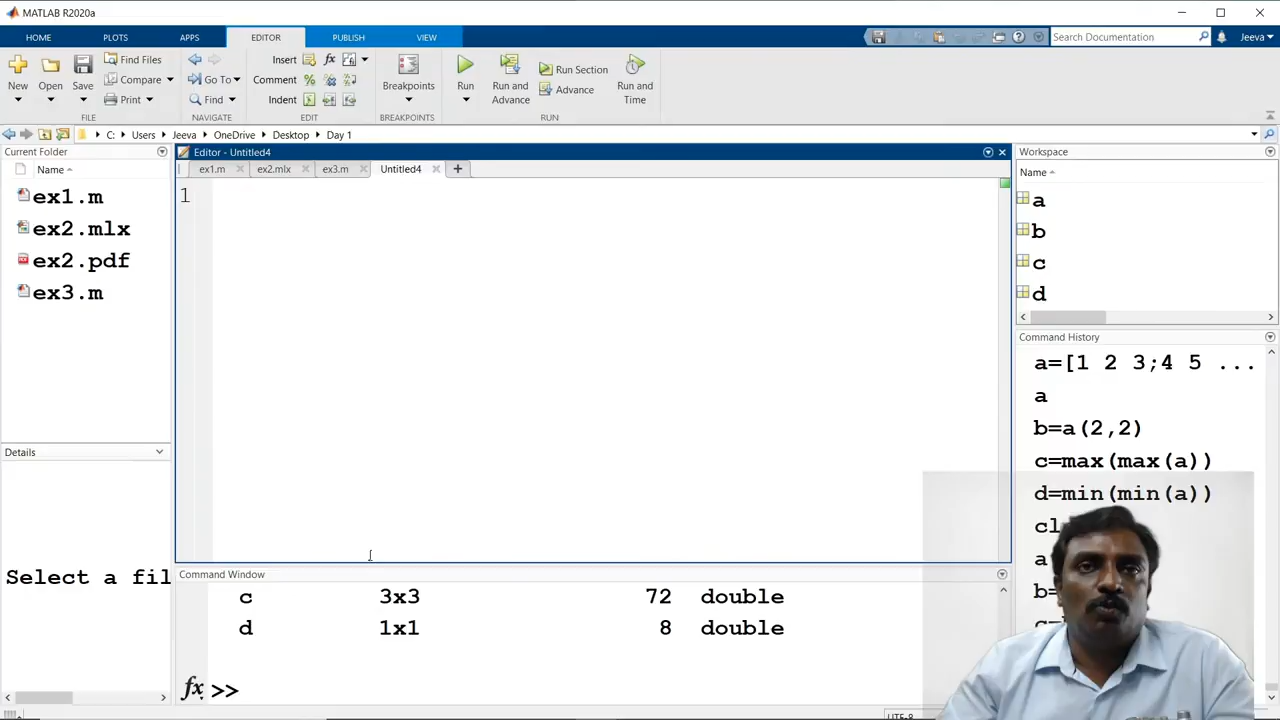 MATLAB R2020a
HOME PLOTS APPS EDITOR PUBLISH VIEW
Search Documentation
Jeeva
New
Open
Save
Find Files
Compare
Print
FILE
Go To
Find
NAVIGATE
Insert
Comment
Indent
EDIT
Breakpoints
BREAKPOINTS
Run
Run and
Advance
Run Section
Advance
Run and
Time
RUN
C: Users Jeeva OneDrive Desktop Day 1
Current Folder
Name
ex1.m
ex2.mlx
ex2.pdf
ex3.m
Details
Select a fil
Editor - Untitled4
ex1.m ex2.mlx ex3.m Untitled4
1
Command Window
c 3x3 72 double
d 1x1 8 double
fx >>
Workspace
Name
a
b
c
d
Command History
a=[1 2 3;4 5 ...
a
b=a(2,2)
c=max(max(a))
d=min(min(a))
cl
a
b=
UTF-8